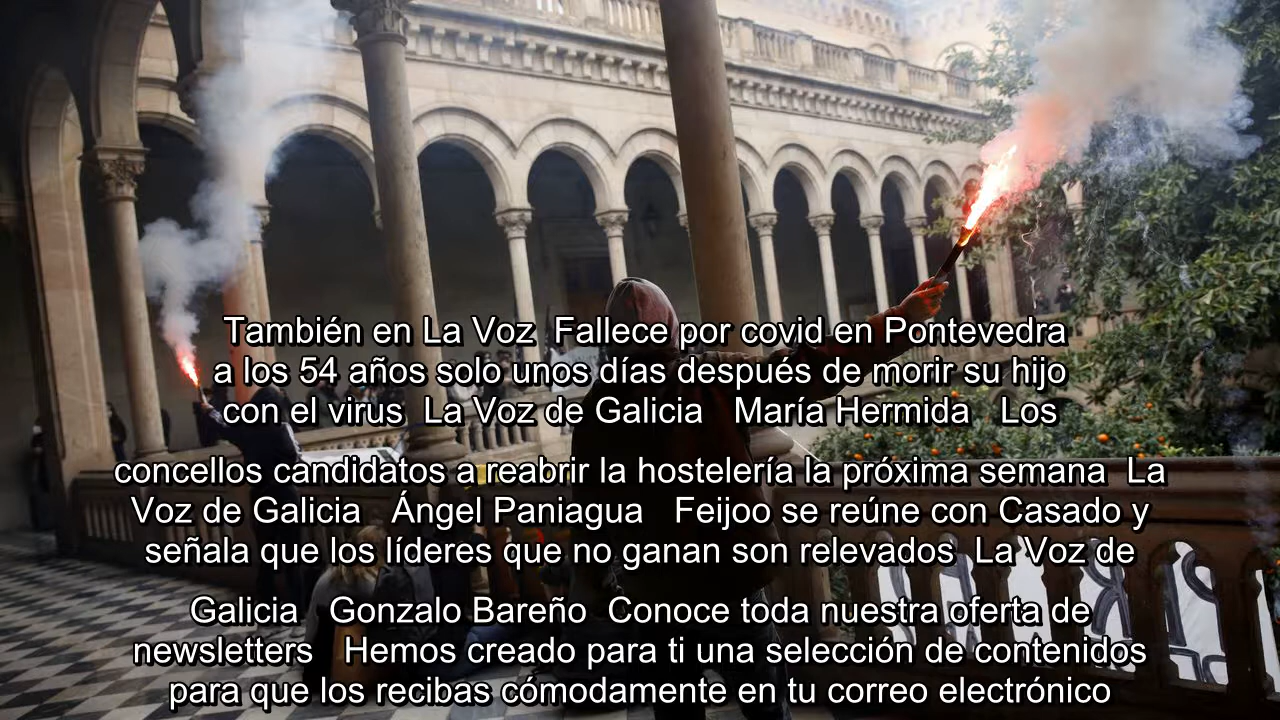 También en La Voz  Fallece por covid en Pontevedra
a los 54 años solo unos días después de morir su hijo
con el virus  La Voz de Galicia   María Hermida   Los
concellos candidatos a reabrir la hostelería la próxima semana  La
Voz de Galicia   Ángel Paniagua   Feijoo se reúne con Casado y
señala que los líderes que no ganan son relevados  La Voz de
Galicia   Gonzalo Bareño  Conoce toda nuestra oferta de
newsletters   Hemos creado para ti una selección de contenidos
para que los recibas cómodamente en tu correo electrónico